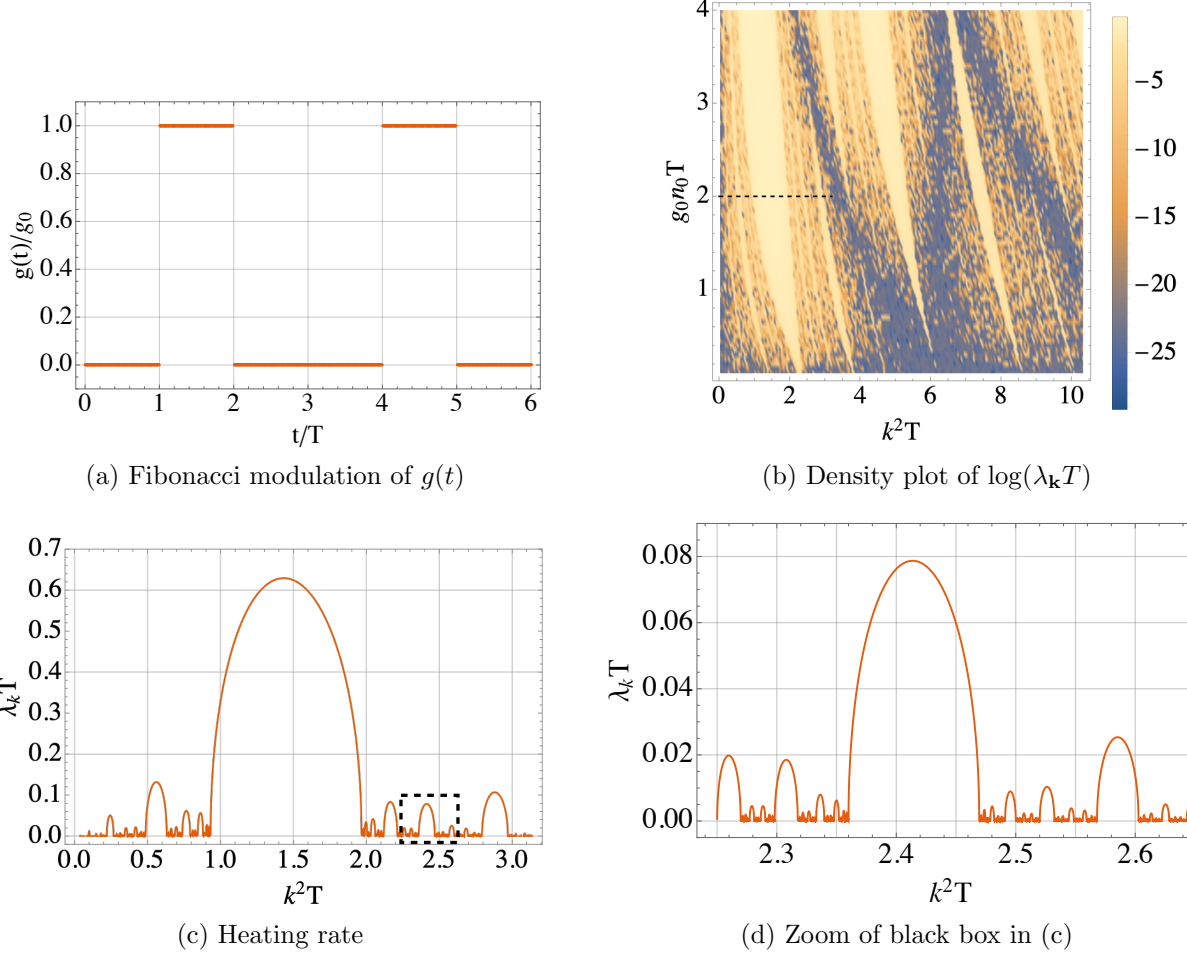 g(t)/g₀
1.0
0.8
0.6
0.4
0.2
0.0
0 1 2 3 4 5 6
t/T
(a) Fibonacci modulation of g(t)
g₀n₀T
4
3
2
1
0 2 4 6 8 10
k²T
−5
−10
−15
−20
−25
(b) Density plot of log(λ𝐤T)
λₖT
0.7
0.6
0.5
0.4
0.3
0.2
0.1
0.0
0.0 0.5 1.0 1.5 2.0 2.5 3.0
k²T
(c) Heating rate
λₖT
0.08
0.06
0.04
0.02
0.00
2.3 2.4 2.5 2.6
k²T
(d) Zoom of black box in (c)